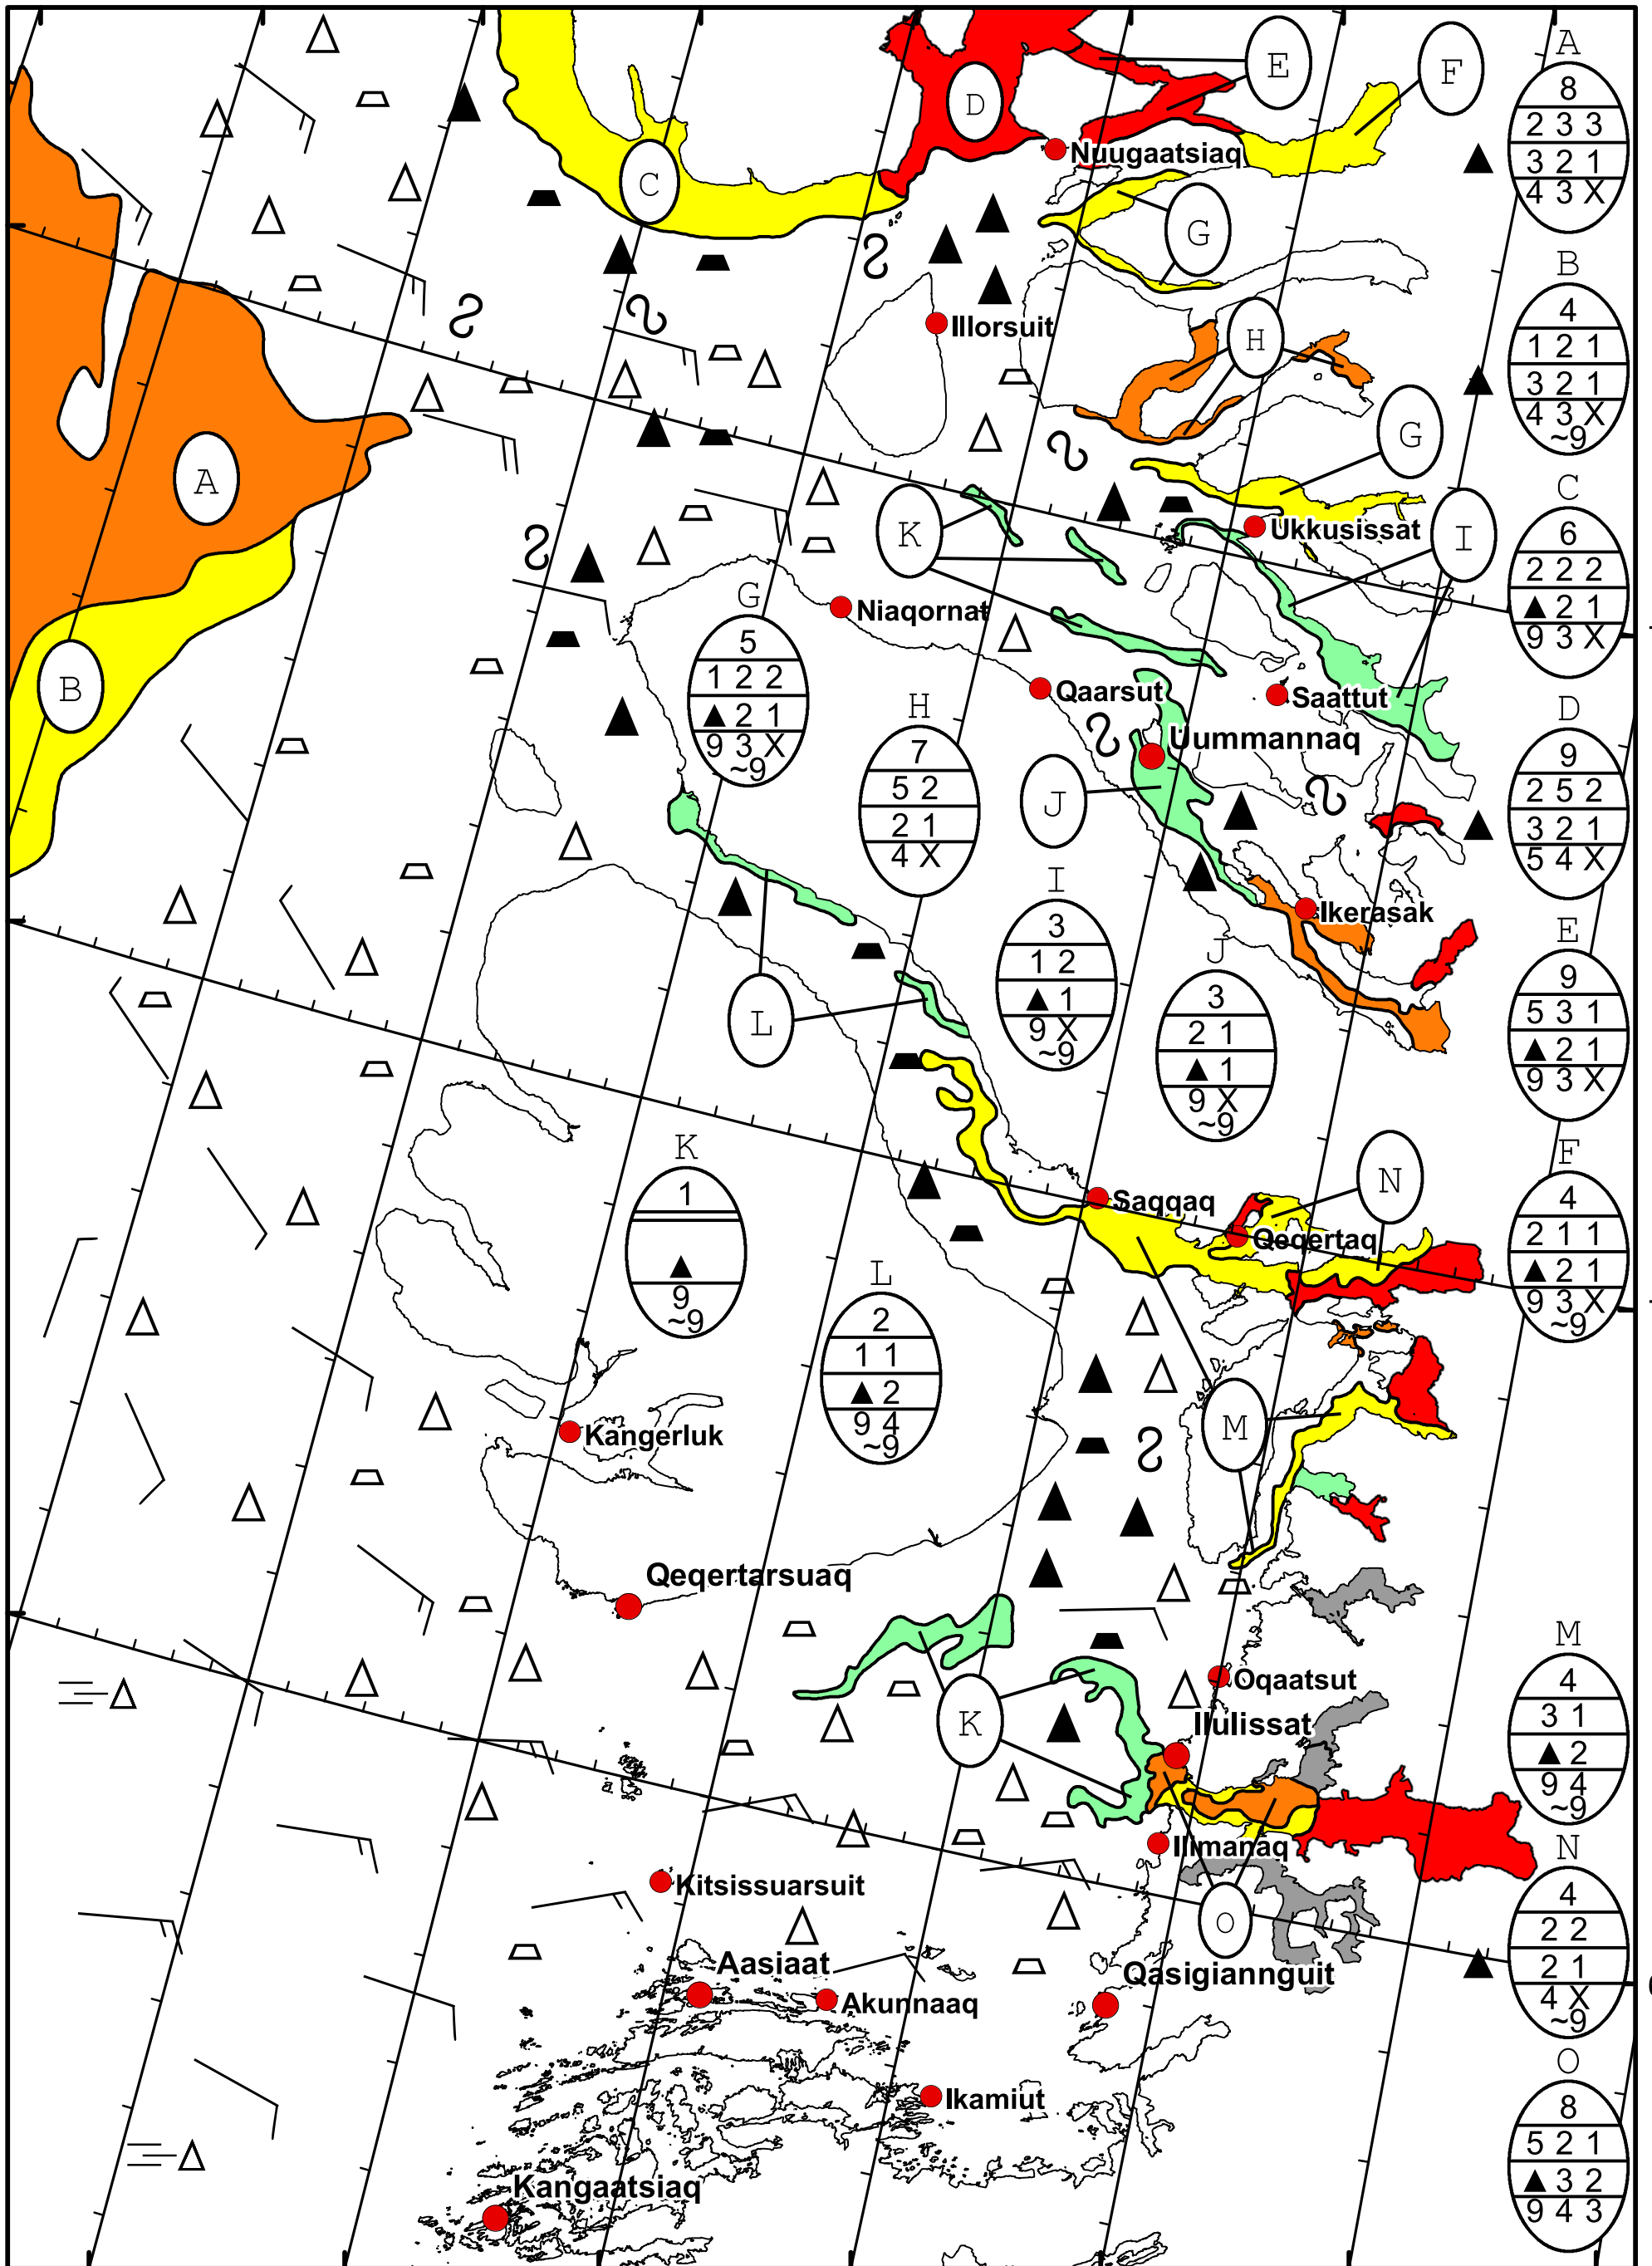 A
8
2 3 3
3 2 1
4 3 X
E
F
D
Nuugaatsiaq
C
G
B
4
1 2 1
3 2 1
4 3 X
~9
Illorsuit
H
G
A
C
6
2 2 2
▲ 2 1
9 3 X
K
Ukkusissat
I
Niaqornat
G
5
1 2 2
▲ 2 1
9 3 X
~9
B
Qaarsut
Saattut
H
7
5 2
2 1
4 X
Uummannaq
J
D
9
2 5 2
3 2 1
5 4 X
I
3
1 2
▲ 1
9 X
~9
Ikerasak
J
3
2 1
▲ 1
9 X
~9
E
9
5 3 1
▲ 2 1
9 3 X
L
K
1
▲
9
~9
N
Saqqaq
Qeqertaq
F
4
2 1 1
▲ 2 1
9 3 X
~9
L
2
1 1
▲ 2
9 4
~9
M
Kangerluk
Qeqertarsuaq
Oqaatsut
K
Ilulissat
M
4
3 1
▲ 2
9 4
~9
Ilimanaq
Kitsissuarsuit
O
N
4
2 2
2 1
4 X
~9
Aasiaat
Qasigiannguit
Akunnaaq
Ikamiut
O
8
5 2 1
▲ 3 2
9 4 3
Kangaatsiaq